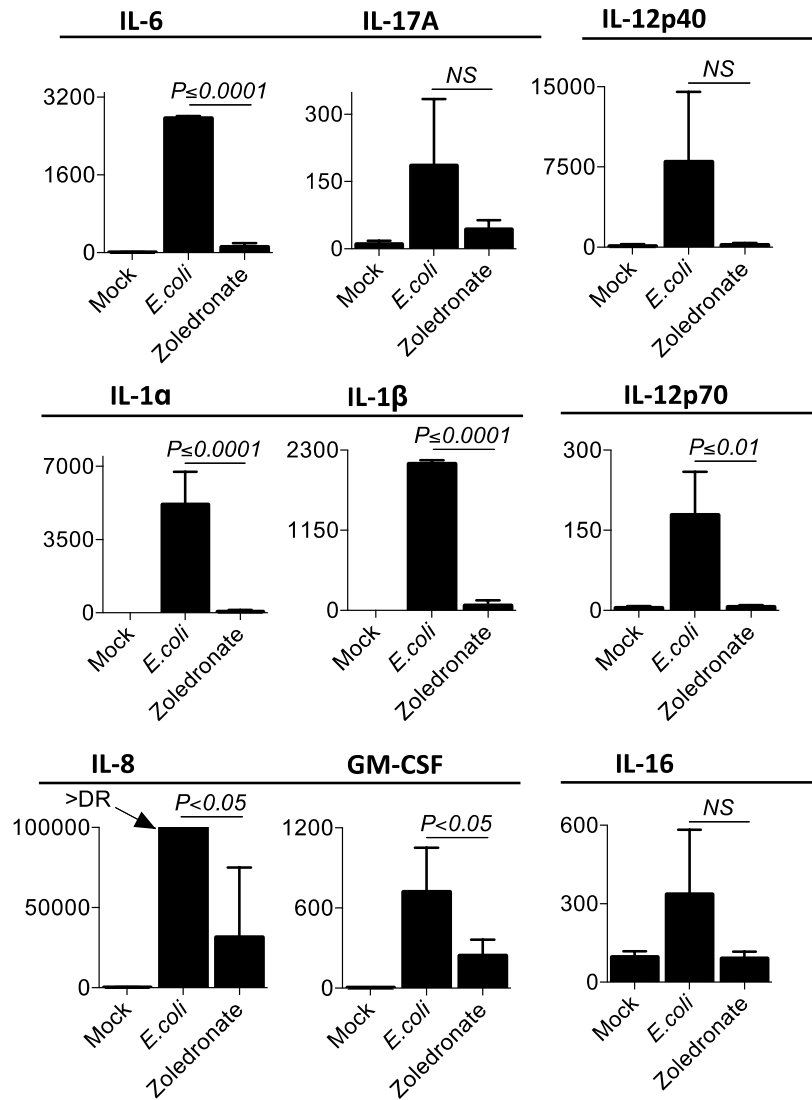 IL-6 IL-17A IL-12p40
P≤0.0001
3200
1600
0
Mock
E.coli
Zoledronate
NS
300
150
0
Mock
E.coli
Zoledronate
NS
15000
7500
0
Mock
E.coli
Zoledronate
IL-1α IL-1β IL-12p70
P≤0.0001
7000
3500
0
Mock
E.coli
Zoledronate
P≤0.0001
2300
1150
0
Mock
E.coli
Zoledronate
P≤0.01
300
150
0
Mock
E.coli
Zoledronate
IL-8 GM-CSF IL-16
>DR
P<0.05
100000
50000
0
Mock
E.coli
Zoledronate
P<0.05
1200
600
0
Mock
E.coli
Zoledronate
NS
600
300
0
Mock
E.coli
Zoledronate